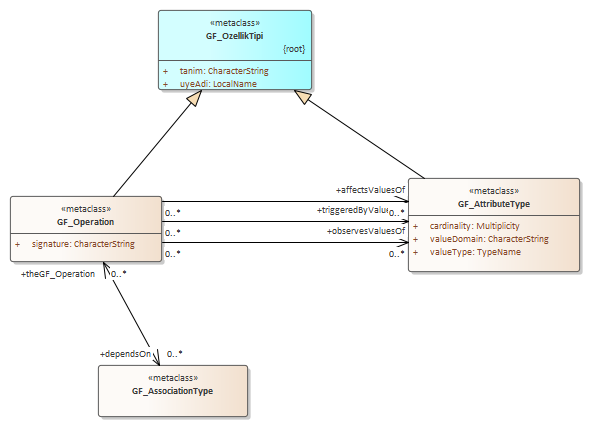 «metaclass»
GF_OzellikTipi
{root}
+ tanim: CharacterString
+ uyeAdi: LocalName
«metaclass»
GF_Operation
+ signature: CharacterString
+affectsValuesOf
0..*
+triggeredByValue
0..*
0..*
+observesValuesOf
0..*
0..*
«metaclass»
GF_AttributeType
+ cardinality: Multiplicity
+ valueDomain: CharacterString
+ valueType: TypeName
+theGF_Operation
0..*
+dependsOn
0..*
«metaclass»
GF_AssociationType